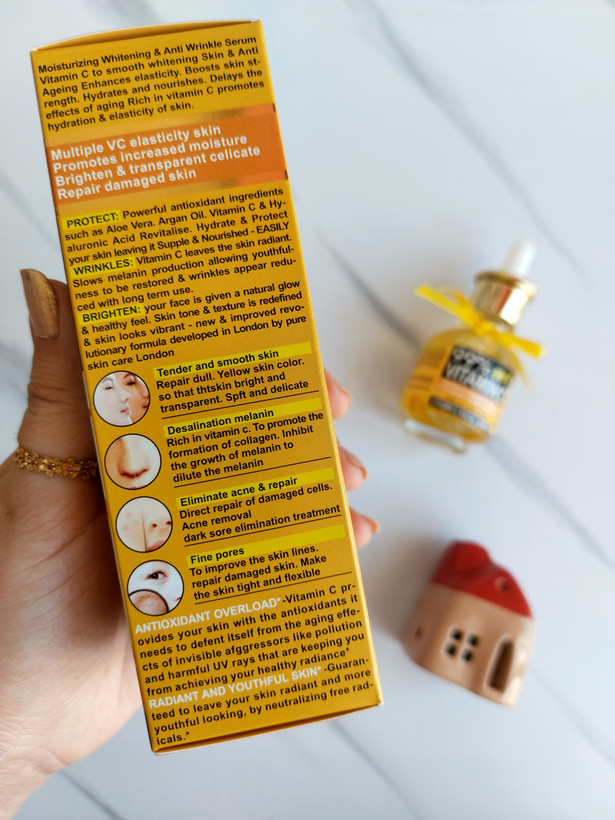 Moisturizing Whitening & Anti Wrinkle Serum
Vitamin C to smooth whitening Skin & Anti
Ageing Enhances elasticity. Boosts skin st-
rength. Hydrates and nourishes. Delays the
effects of aging Rich in vitamin C promotes
hydration & elasticity of skin.
Multiple VC elasticity skin
Promotes increased moisture
Brighten & transparent celicate
Repair damaged skin
PROTECT: Powerful antioxidant ingredients
such as Aloe Vera. Argan Oil. Vitamin C & Hy-
aluronic Acid Revitalise. Hydrate & Protect
your skin leaving it Supple & Nourished - EASILY
WRINKLES: Vitamin C leaves the skin radiant.
Slows melanin production allowing youthful-
ness to be restored & wrinkles appear redu-
ced with long term use.
BRIGHTEN: your face is given a natural glow
& healthy feel. Skin tone & texture is redefined
& skin looks vibrant - new & improved revo-
lutionary formula developed in London by pure
skin care London
Tender and smooth skin
Repair dull. Yellow skin color.
so that thtskin bright and
transparent. Spft and delicate
Desalination melanin
Rich in vitamin c. To promote the
formation of collagen. Inhibit
the growth of melanin to
dilute the melanin
Eliminate acne & repair
Direct repair of damaged cells.
Acne removal
dark sore elimination treatment
Fine pores
To improve the skin lines.
repair damaged skin. Make
the skin tight and flexible
ANTIOXIDANT OVERLOAD*-Vitamin C pr-
ovides your skin with the antioxidants it
needs to defent itself from the aging effe-
cts of invisible afggressors like pollution
and harmful UV rays that are keeping you
from achieving your healthy radiance*
RADIANT AND YOUTHFUL SKIN* -Guaran-
teed to leave your skin radiant and more
youthful looking, by neutralizing free rad-
icals.*
VITAMIN